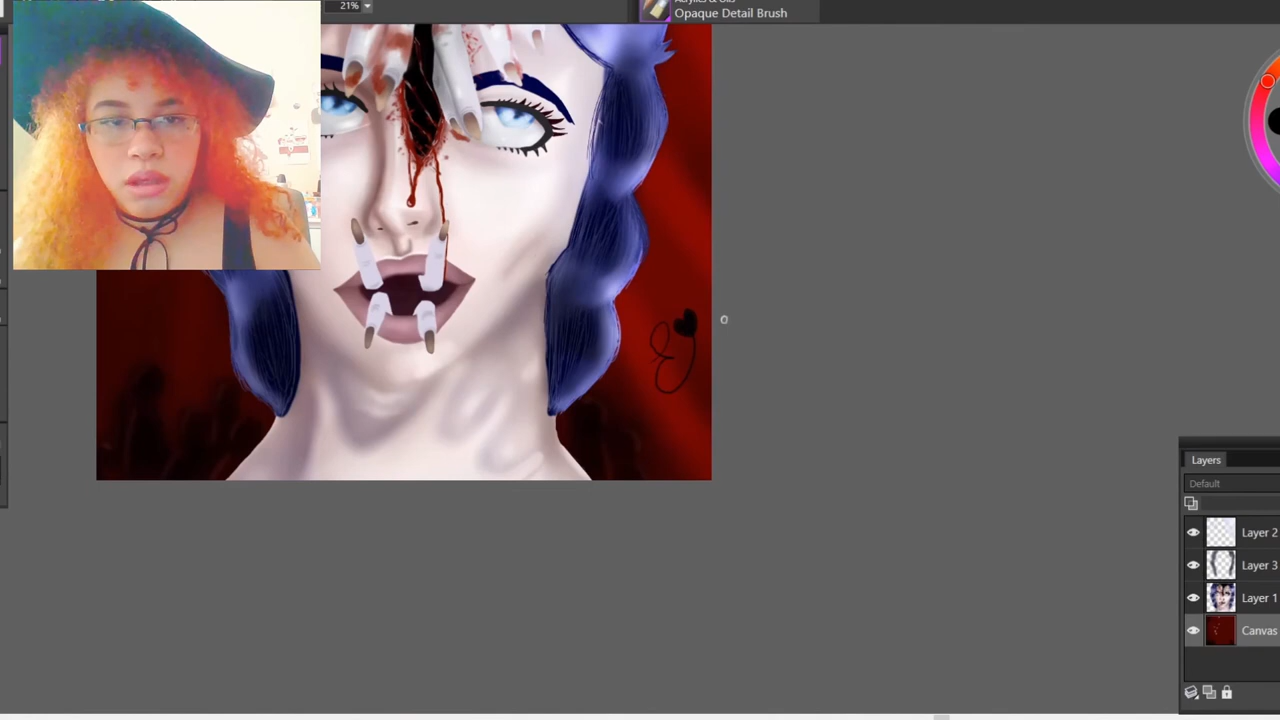 21%
Opaque Detail Brush
Layers
Default
Layer 2
Layer 3
Layer 1
Canvas